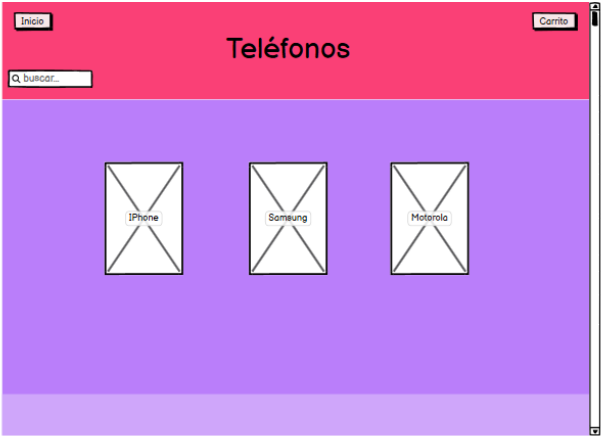 Inicio
Carrito
Teléfonos
buscar...
IPhone
Samsung
Motorola